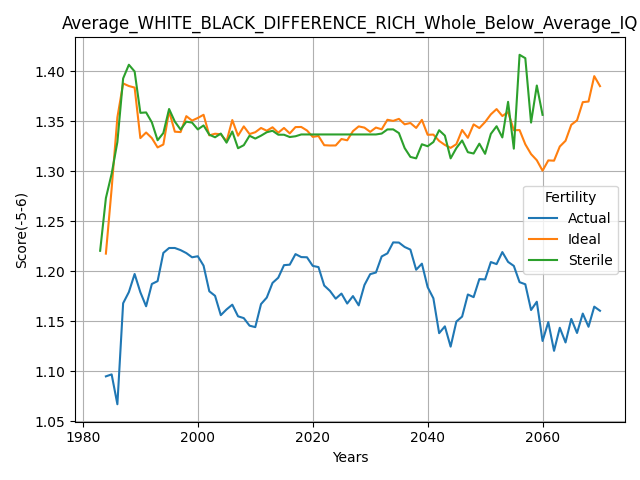 Average_WHITE_BLACK_DIFFERENCE_RICH_Whole_Below_Average_IQ
1.40
1.35
1.30
1.25
1.20
1.15
1.10
1.05
Score(-5-6)
Fertility
Actual
Ideal
Sterile
1980
2000
2020
2040
2060
Years